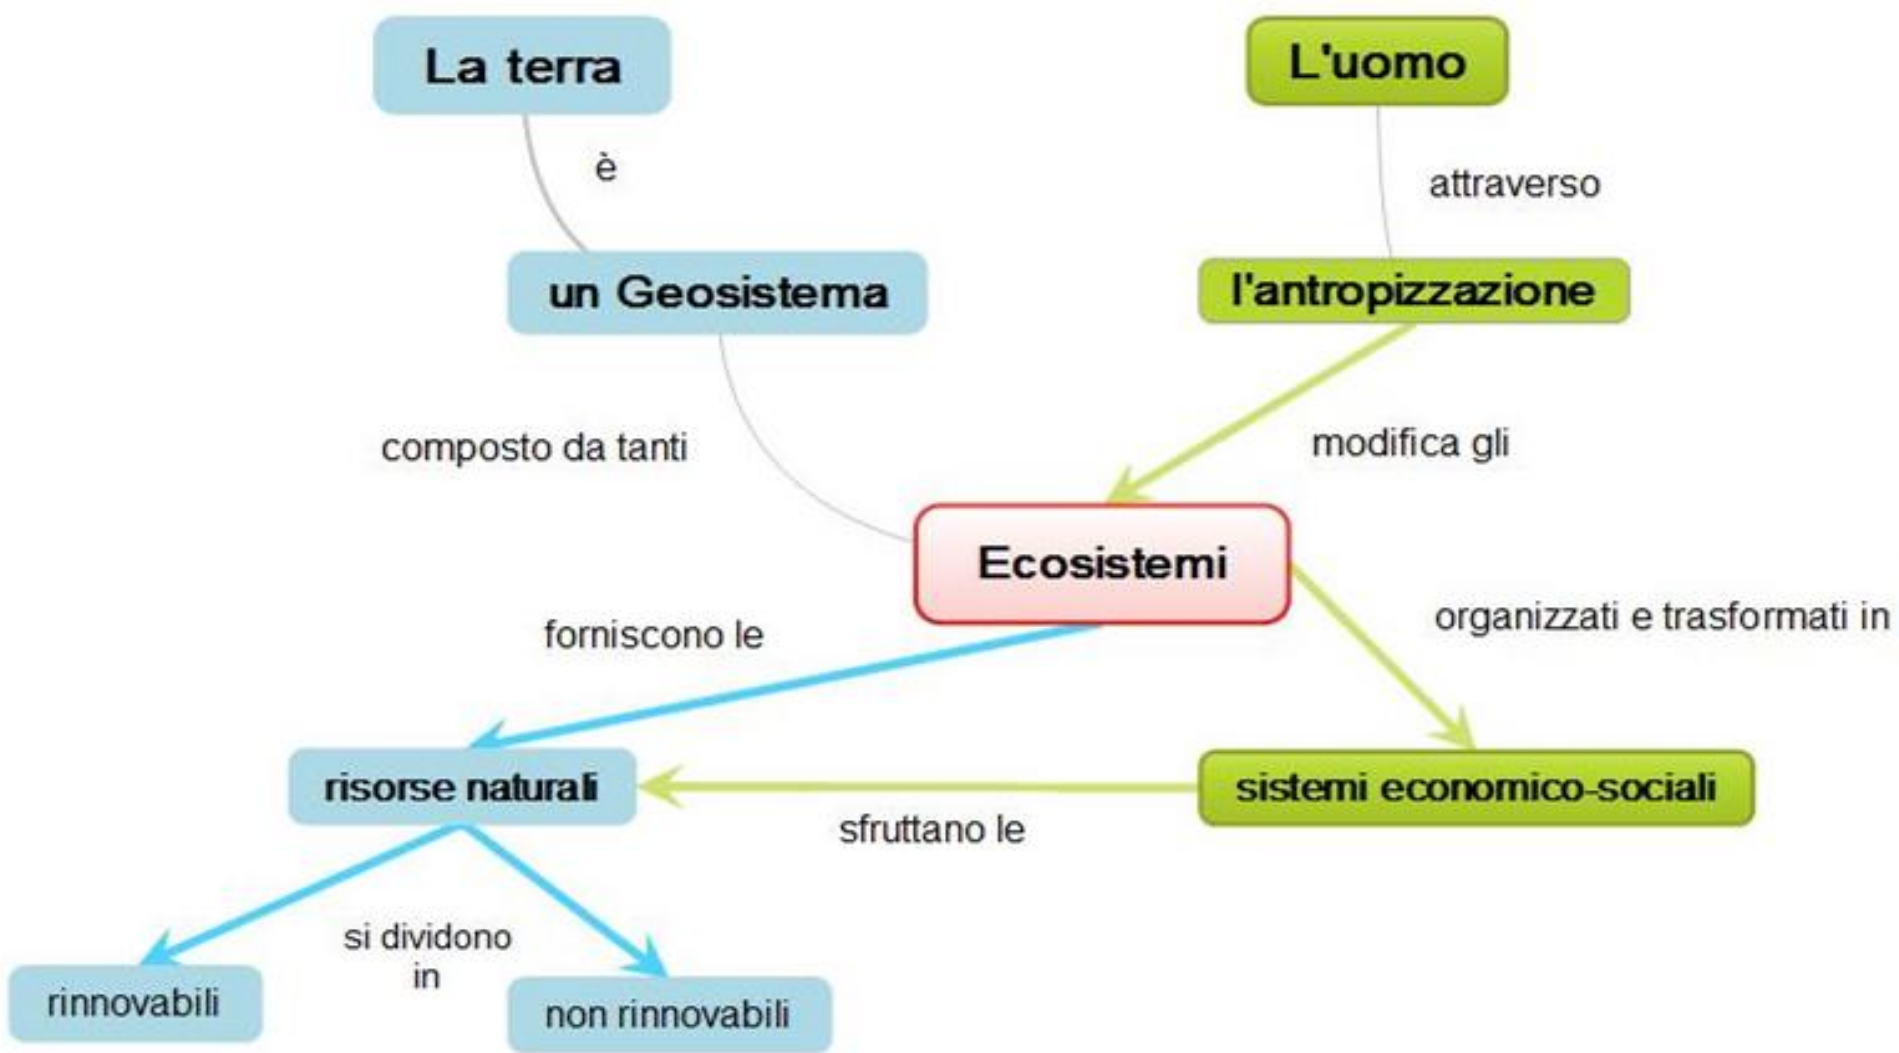 La terra
L'uomo
è
attraverso
un Geosistema
l'antropizzazione
composto da tanti
modifica gli
Ecosistemi
forniscono le
organizzati e trasformati in
risorse naturali
sistemi economico-sociali
sfruttano le
si dividono
in
rinnovabili
non rinnovabili